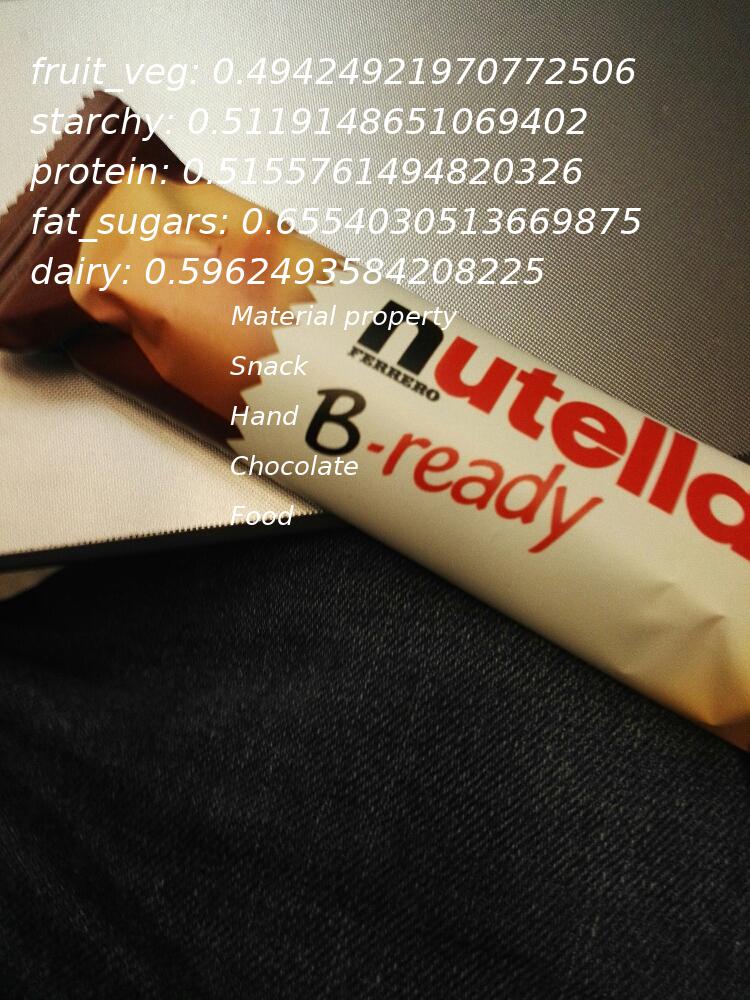 fruit_veg: 0.49424921970772506
starchy: 0.5119148651069402
protein: 0.5155761494820326
fat_sugars: 0.6554030513669875
dairy: 0.5962493584208225
Material property
Snack
Hand
Chocolate
Food
nutella
FERRERO
B-ready